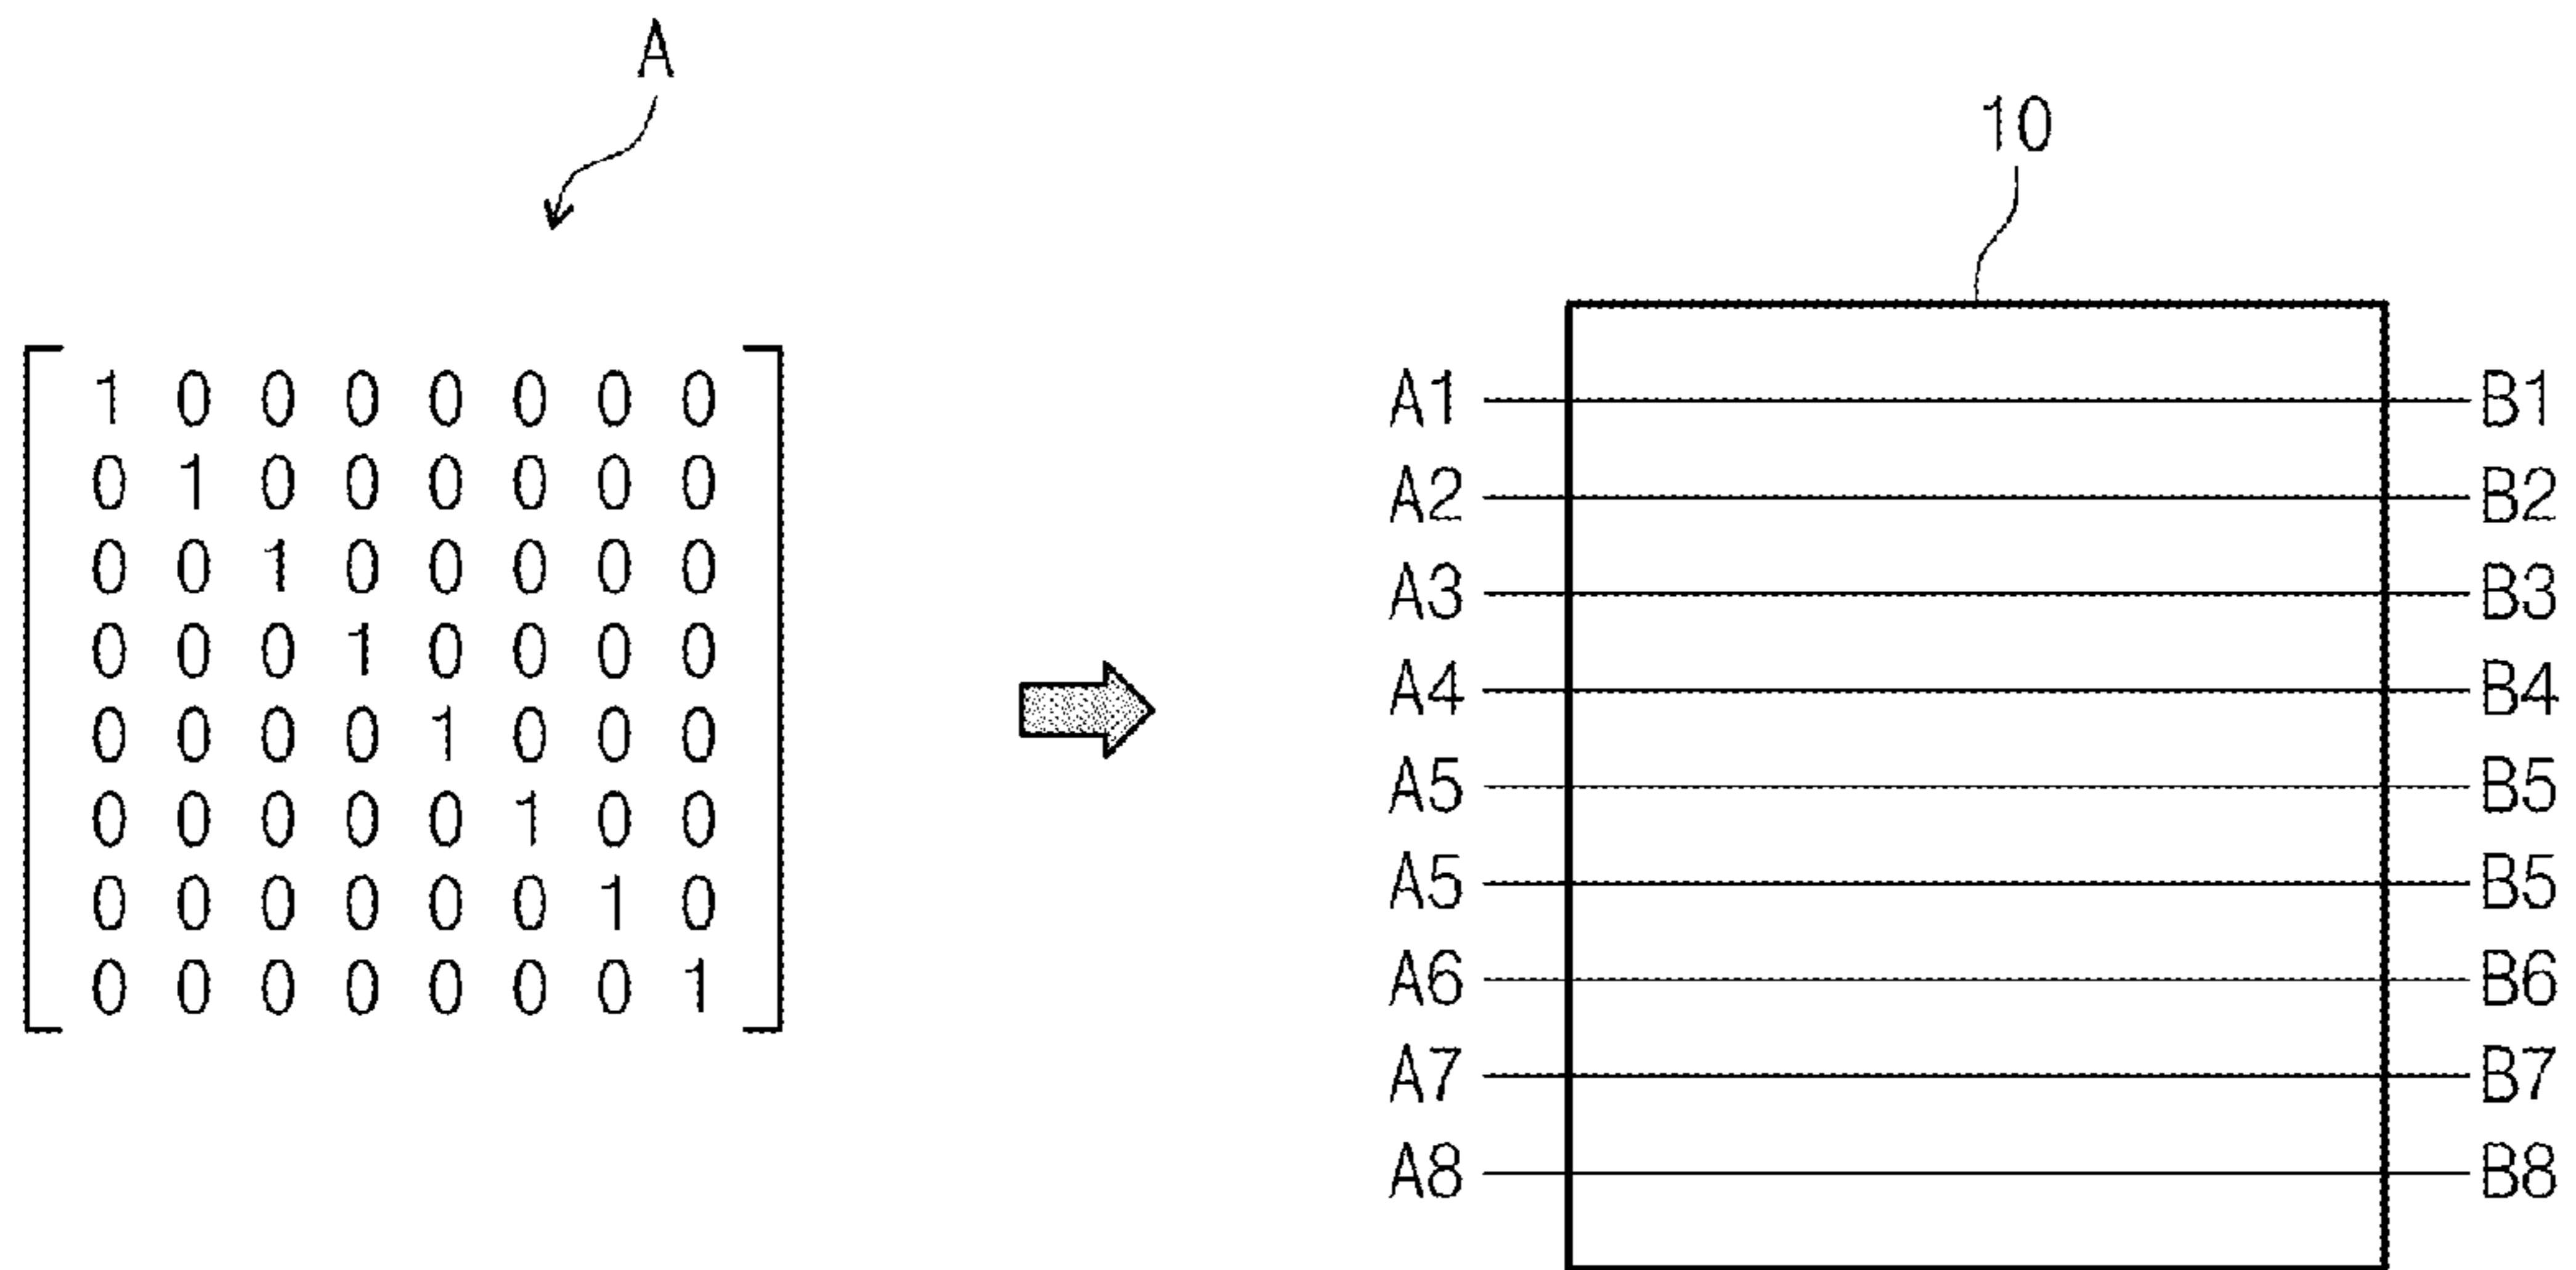 A
10
1 0 0 0 0 0 0 0
0 1 0 0 0 0 0 0
0 0 1 0 0 0 0 0
0 0 0 1 0 0 0 0
0 0 0 0 1 0 0 0
0 0 0 0 0 1 0 0
0 0 0 0 0 0 1 0
0 0 0 0 0 0 0 1
A1 B1
A2 B2
A3 B3
A4 B4
A5 B5
A5 B5
A6 B6
A7 B7
A8 B8